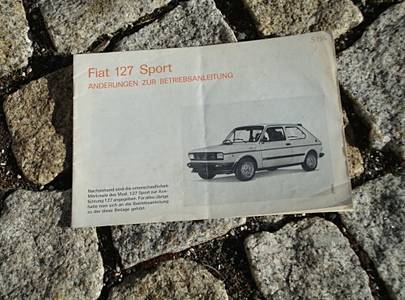 Fiat 127 Sport
ÄNDERUNGEN ZUR BETRIEBSANLEITUNG
Nachstehend sind die unterschiedlichen
Merkmale des Mod. 127 Sport zur Aus-
führung 127 angegeben. Für alles übrige
halte man sich an die Betriebsanleitung
zu der diese Beilage gehört.